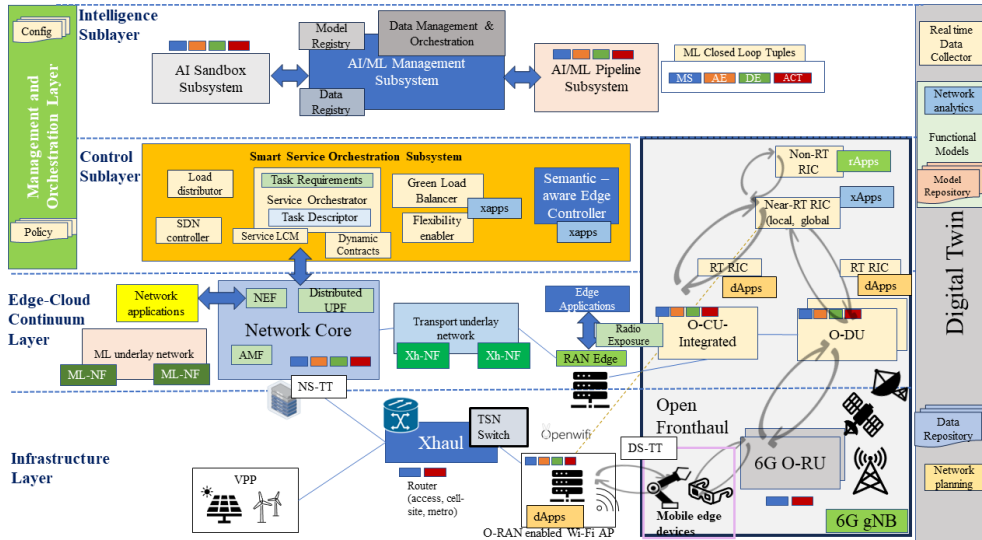 Config
Management and
Orchestration Layer
Policy
Intelligence
Sublayer
AI Sandbox
Subsystem
Model
Registry
Data Management &
Orchestration
AI/ML Management
Subsystem
Data
Registry
AI/ML Pipeline
Subsystem
ML Closed Loop Tuples
MS
AE
DE
ACT
Control
Sublayer
Smart Service Orchestration Subsystem
Load
distributor
SDN
controller
Task Requirements
Service Orchestrator
Task Descriptor
Service LCM
Dynamic
Contracts
Green Load
Balancer
xapps
Flexibility
enabler
Semantic –
aware Edge
Controller
xapps
Non-RT
RIC
rApps
Near-RT RIC
(local, global
xApps
RT RIC
dApps
RT RIC
dApps
Edge-Cloud
Continuum
Layer
Network
applications
ML underlay network
ML-NF
ML-NF
NEF
Distributed
UPF
Network Core
AMF
Transport underlay
network
Xh-NF
Xh-NF
Edge
Applications
Radio
Exposure
RAN Edge
O-CU-
Integrated
O-DU
Infrastructure
Layer
NS-TT
VPP
Xhaul
TSN
Switch
Router
(access, cell-
site, metro)
Openwifi
dApps
O-RAN enabled Wi-Fi AP
DS-TT
Mobile edge
devices
Open
Fronthaul
6G O-RU
6G gNB
Real time
Data
Collector
Network
analytics
Functional
Models
Model
Repository
Digital Twin
Data
Repository
Network
planning